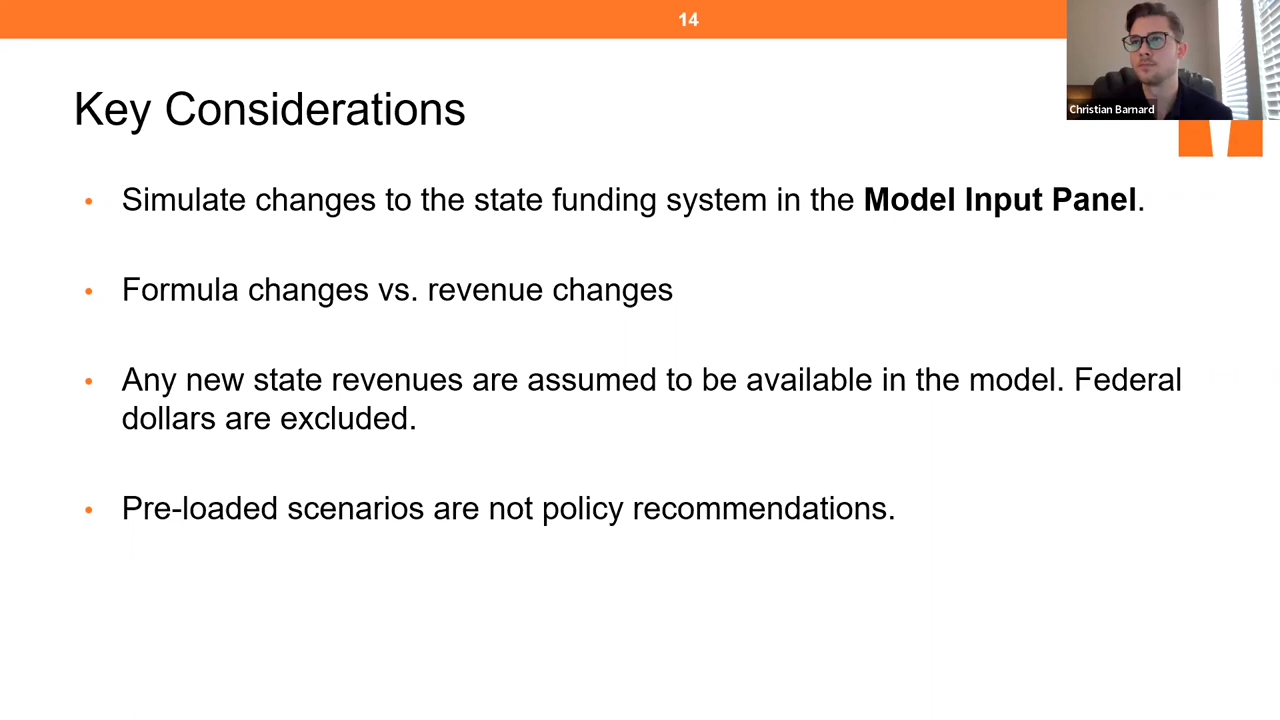 14
Christian Barnard
Key Considerations
• Simulate changes to the state funding system in the Model Input Panel.
• Formula changes vs. revenue changes
• Any new state revenues are assumed to be available in the model. Federal
dollars are excluded.
• Pre-loaded scenarios are not policy recommendations.